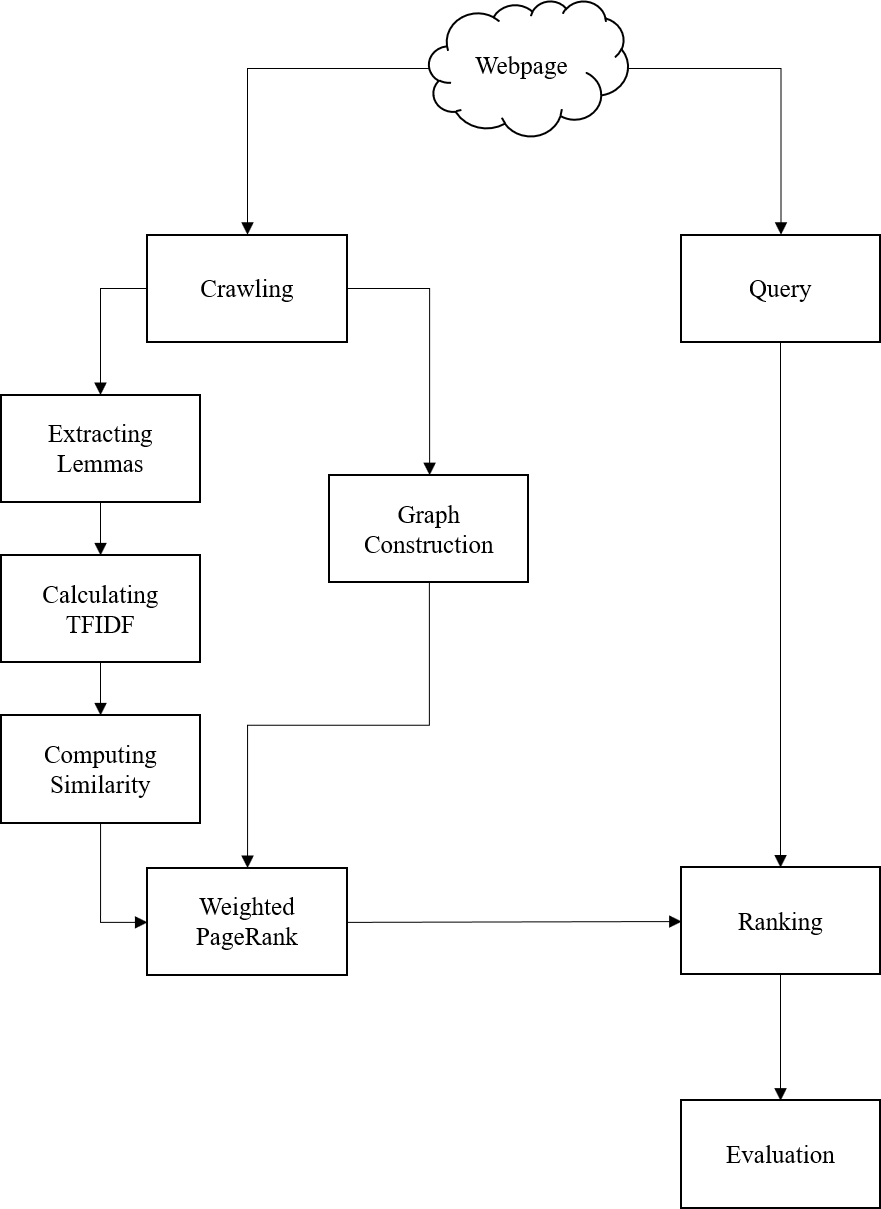 Webpage
Crawling
Query
Extracting
Lemmas
Graph
Construction
Calculating
TFIDF
Computing
Similarity
Weighted
PageRank
Ranking
Evaluation